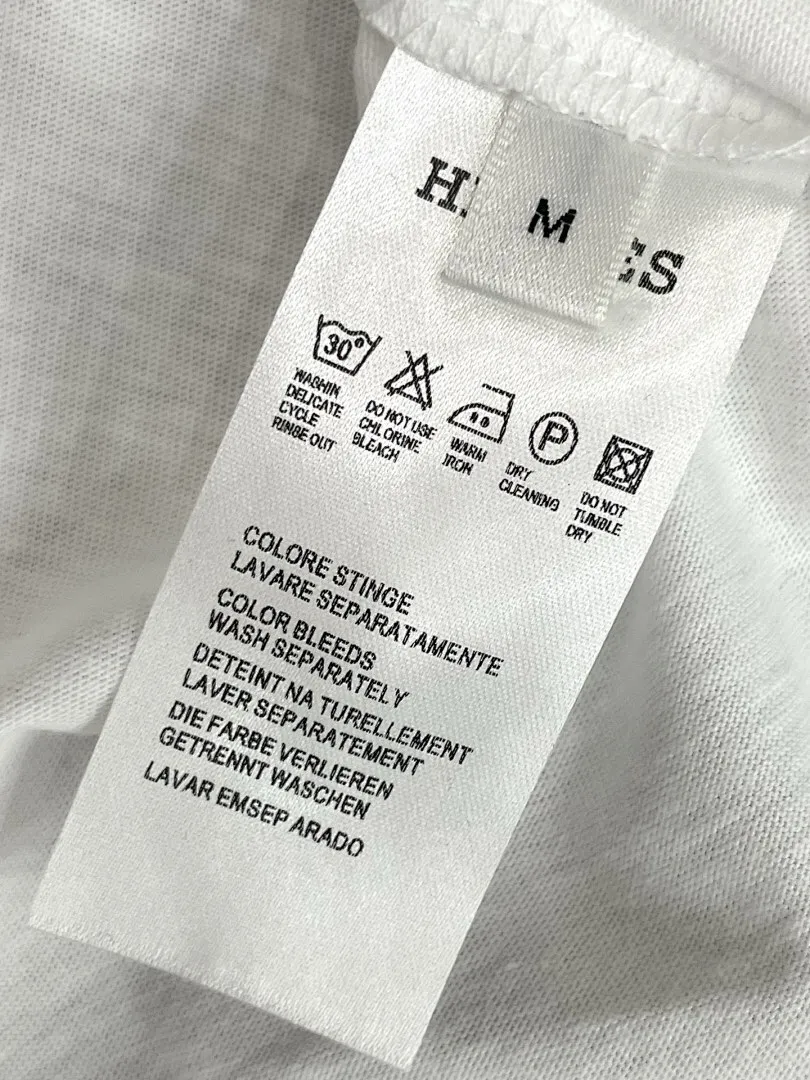 M
30°
WASHIN
DELICATE
CYCLE
RINBE OUT
DO NOT USE
CHLORINE
BLEACH
WARM
IRON
P
DRY
CLEANING
DO NOT
TUMBLE
DRY
COLORE STINGE
LAVARE SEPARATAMENTE
COLOR BLEEDS
WASH SEPARATELY
DETEINT NA TURELLEMENT
LAVER SEPARATEMENT
DIE FARBE VERLIEREN
GETRENNT WASCHEN
LAVAR EMSEP ARADO